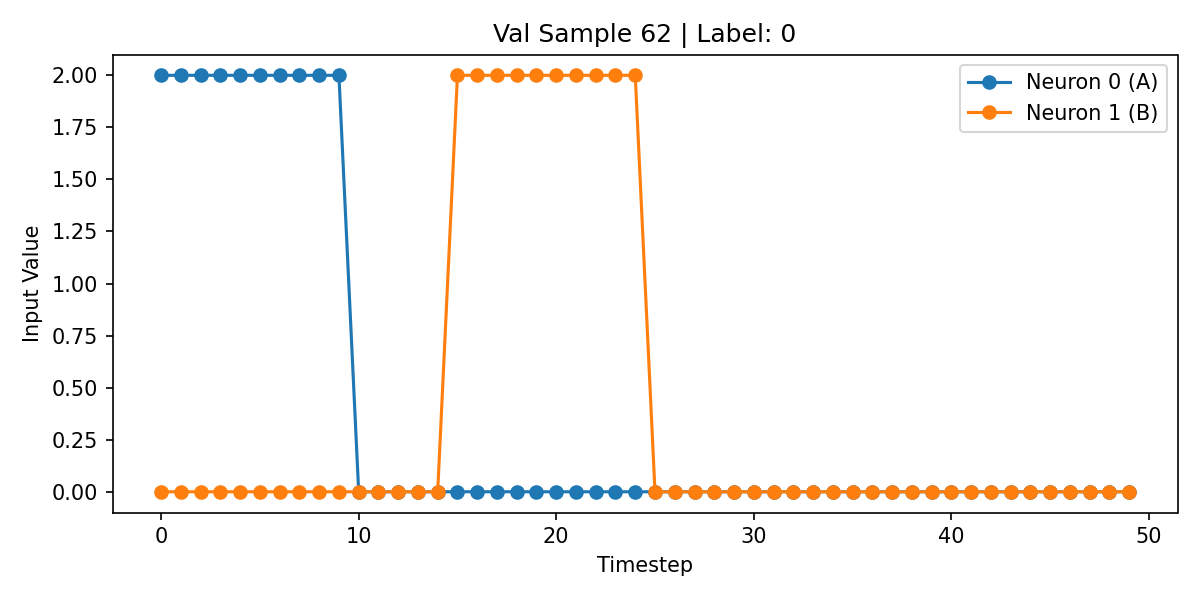 Val Sample 62 | Label: 0
2.00
1.75
1.50
1.25
1.00
0.75
0.50
0.25
0.00
Input Value
Neuron 0 (A)
Neuron 1 (B)
0 10 20 30 40 50
Timestep